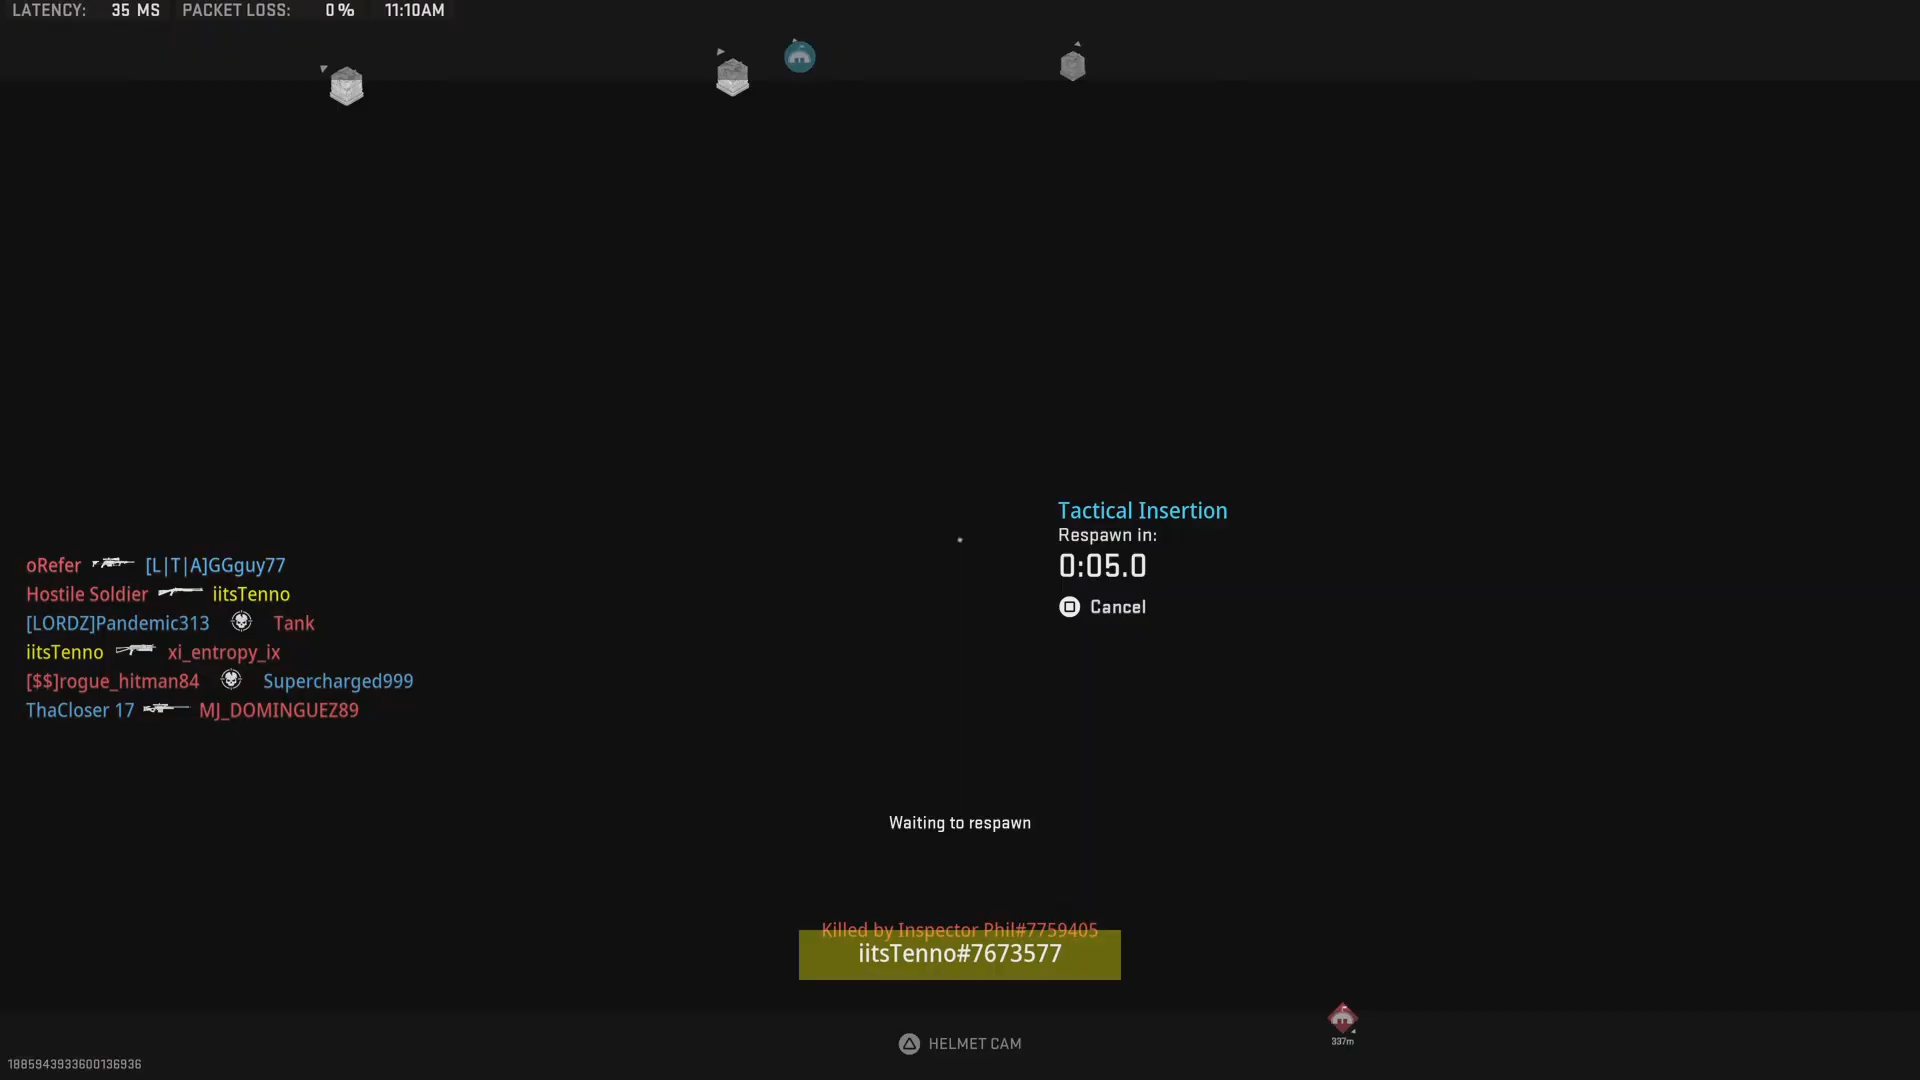 LATENCY: 35 MS PACKET LOSS: 0% 11:10AM
Tactical Insertion
Respawn in:
0:05.0
Cancel
oRefer [L|T|A]GGguy77
Hostile Soldier iitsTenno
[LORDZ]Pandemic313 Tank
iitsTenno xi_entropy_ix
[$$]rogue_hitman84 Supercharged999
ThaCloser 17 MJ_DOMINGUEZ89
Waiting to respawn
Killed by Inspector Phil#7759405
iitsTenno#7673577
337m
HELMET CAM
1885943933600136936